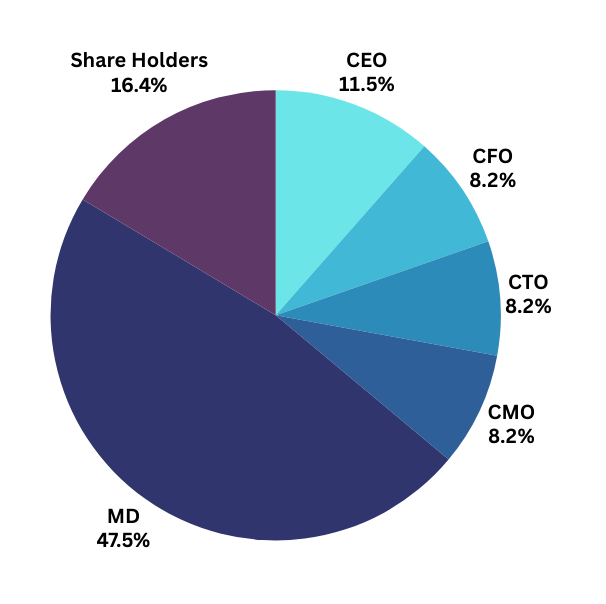 Share Holders
16.4%
CEO
11.5%
CFO
8.2%
CTO
8.2%
CMO
8.2%
MD
47.5%